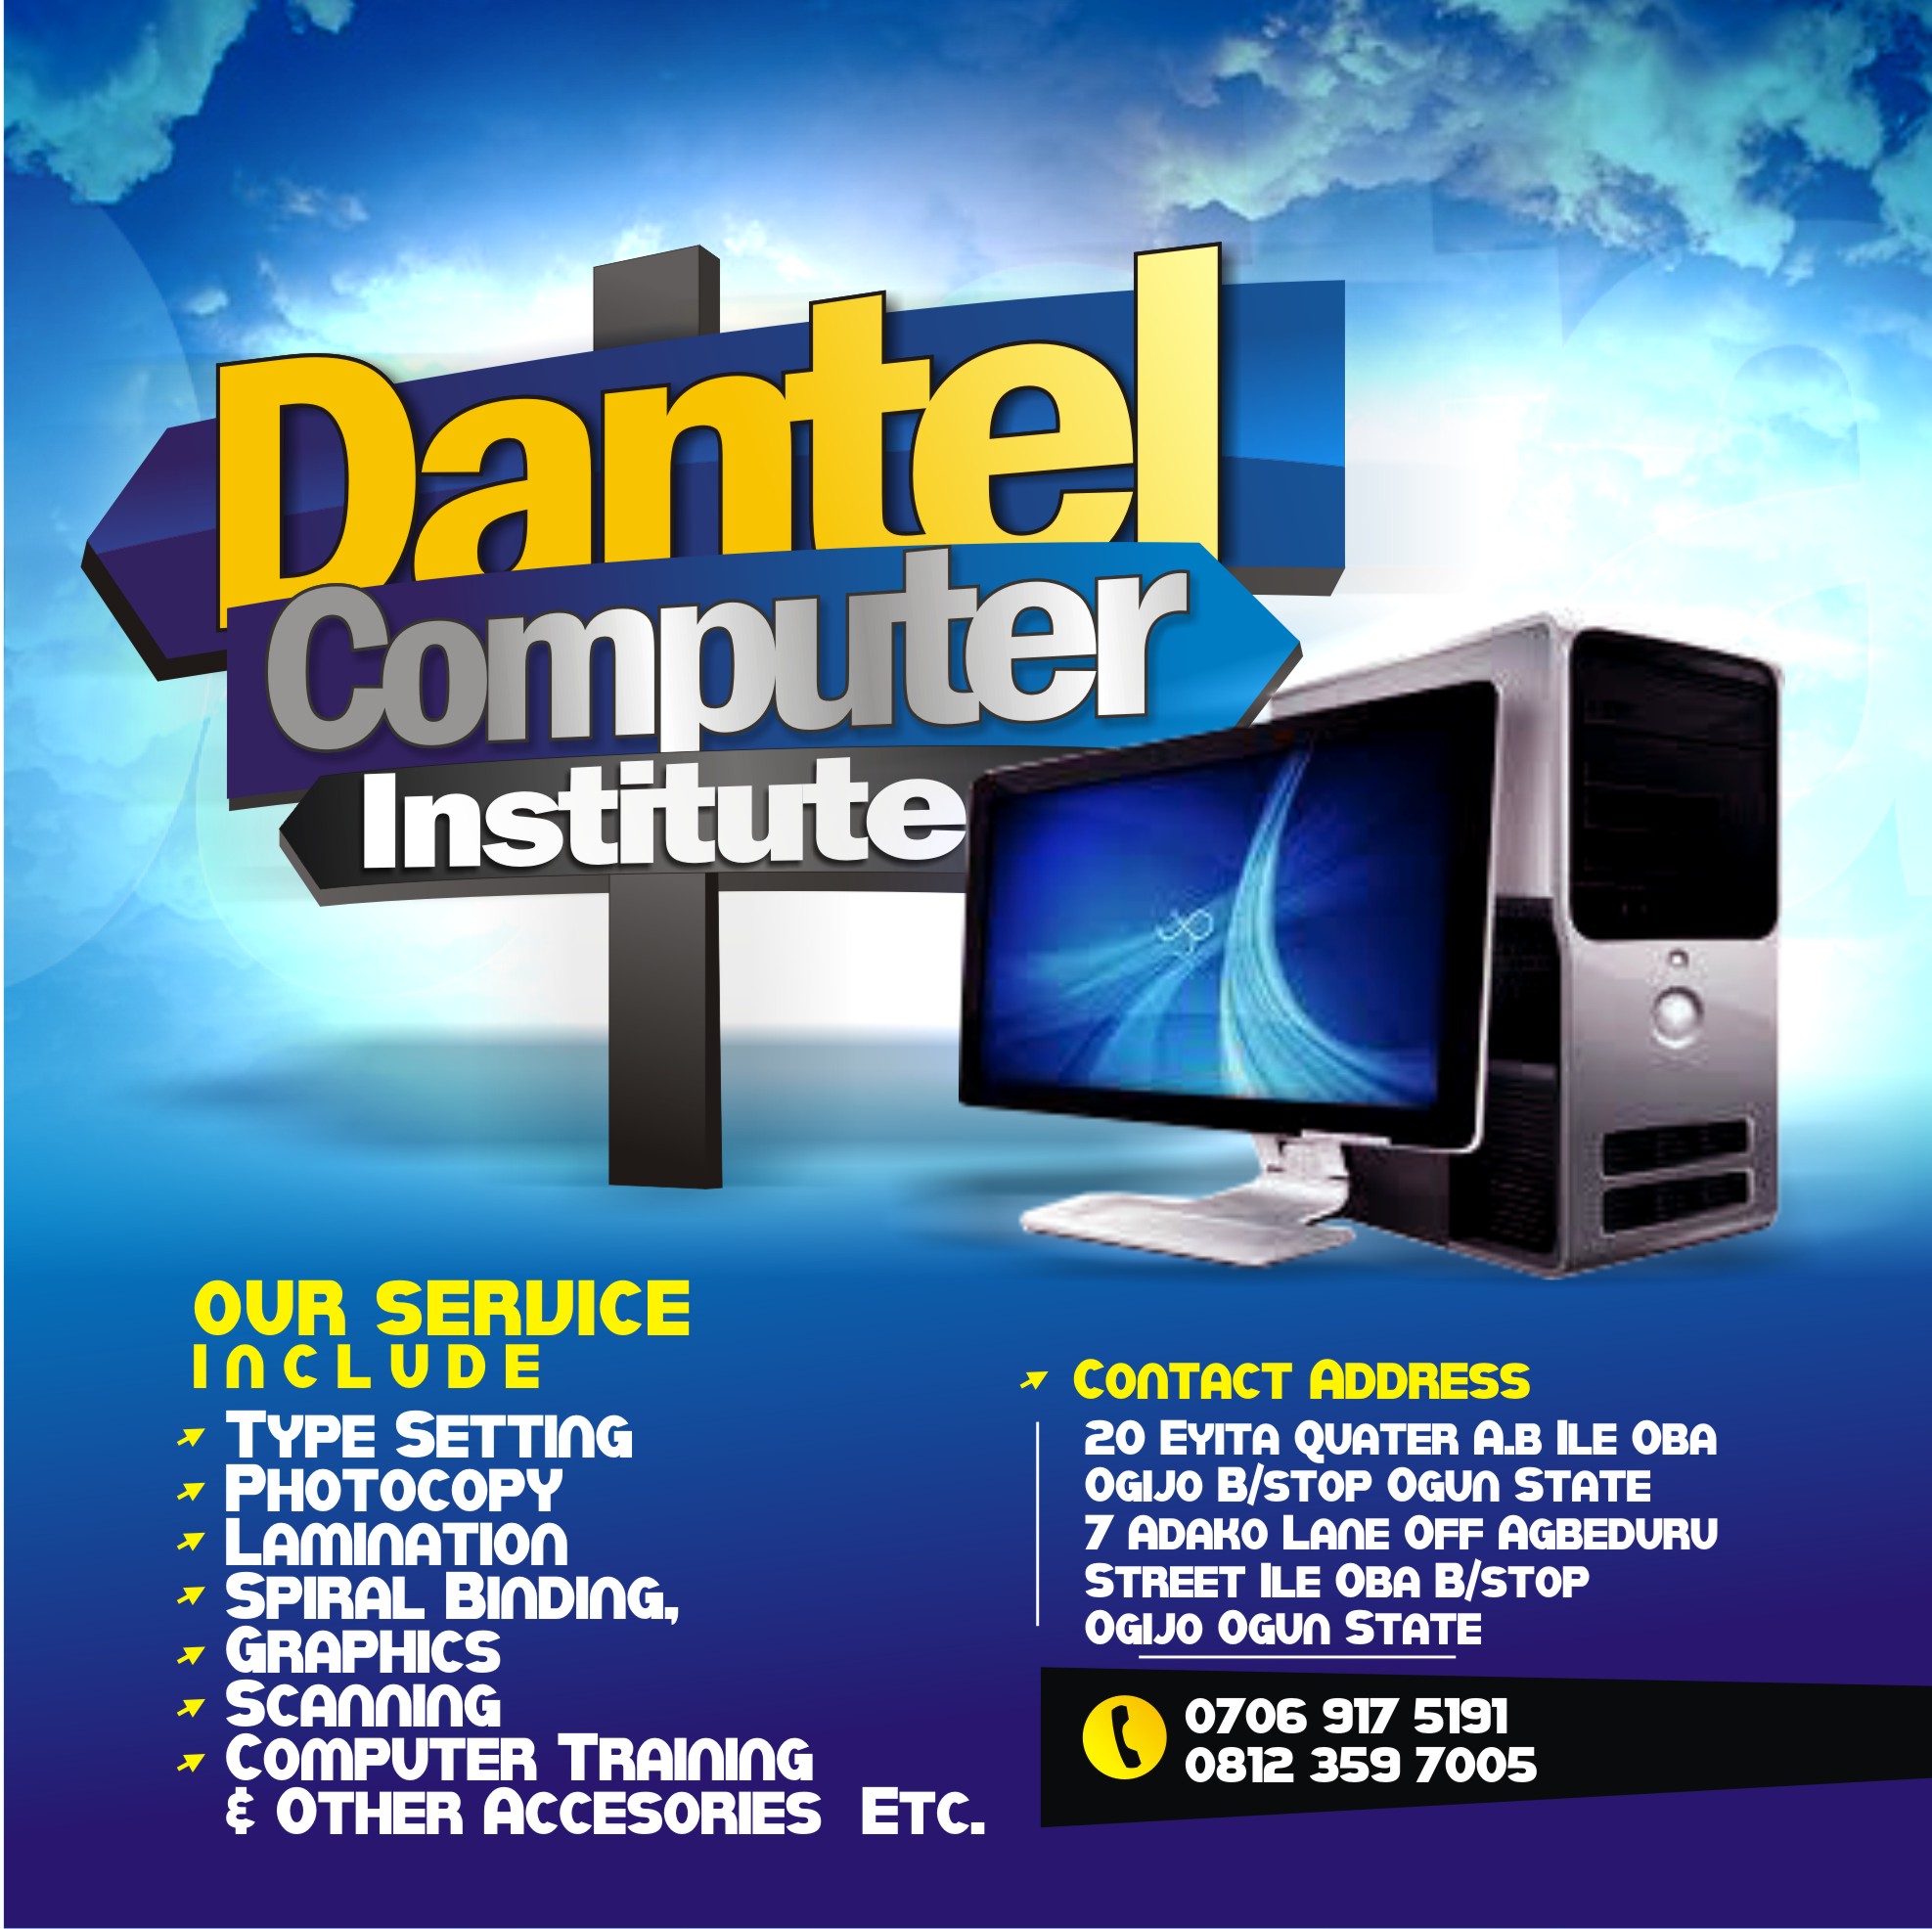 Dantel
Computer
Institute
OUR SERVICE
INCLUDE
TYPE SETTING
PHOTOCOPY
LAMINATION
SPIRAL BINDING,
GRAPHICS
SCANNING
COMPUTER TRAINING
& OTHER ACCESORIES ETC.
CONTACT ADDRESS
20 EYITA QUATER A.B ILE OBA
OGIJO B/STOP OGUN STATE
7 ADAKO LANE OFF AGBEDURU
STREET ILE OBA B/STOP
OGIJO OGUN STATE
0706 917 5191
0812 359 7005